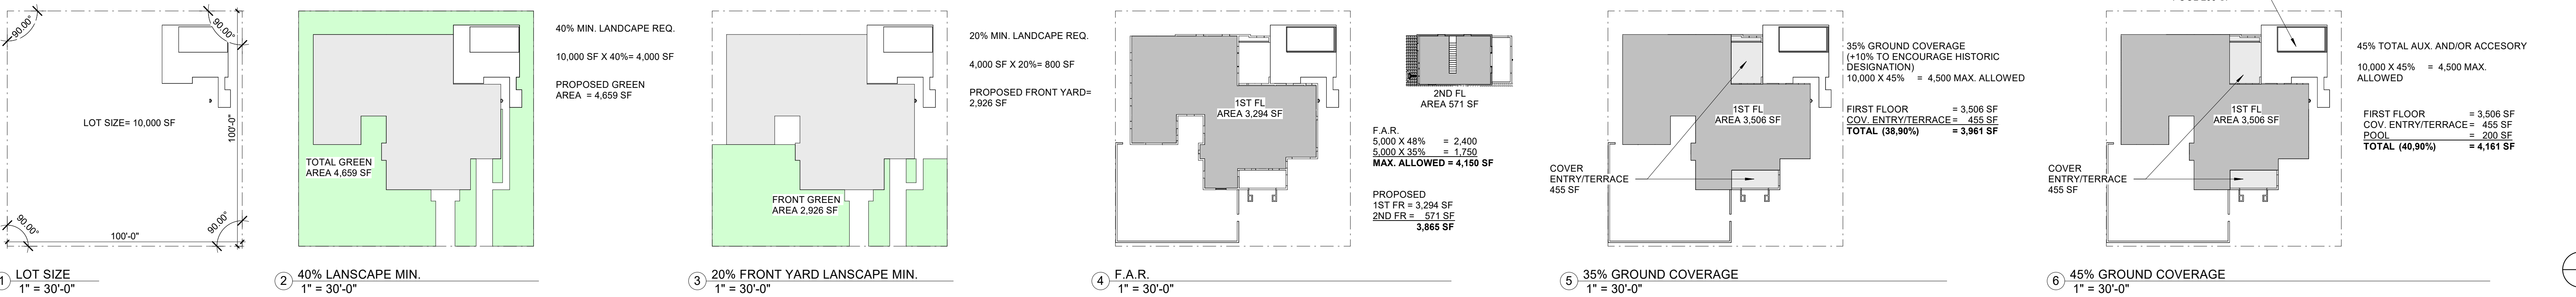 90.00°
90.00°
LOT SIZE= 10,000 SF
100'-0"
90.00°
90.00°
100'-0"
1 LOT SIZE
1" = 30'-0"
40% MIN. LANDCAPE REQ.
10,000 SF X 40%= 4,000 SF
PROPOSED GREEN
AREA = 4,659 SF
TOTAL GREEN
AREA 4,659 SF
2 40% LANSCAPE MIN.
1" = 30'-0"
20% MIN. LANDCAPE REQ.
4,000 SF X 20%= 800 SF
PROPOSED FRONT YARD=
2,926 SF
FRONT GREEN
AREA 2,926 SF
3 20% FRONT YARD LANSCAPE MIN.
1" = 30'-0"
1ST FL
AREA 3,294 SF
2ND FL
AREA 571 SF
F.A.R.
5,000 X 48% = 2,400
5,000 X 35% = 1,750
MAX. ALLOWED = 4,150 SF
PROPOSED
1ST FR = 3,294 SF
2ND FR = 571 SF
3,865 SF
4 F.A.R.
1" = 30'-0"
35% GROUND COVERAGE
(+10% TO ENCOURAGE HISTORIC
DESIGNATION)
10,000 X 45% = 4,500 MAX. ALLOWED
1ST FL
AREA 3,506 SF
FIRST FLOOR = 3,506 SF
COV. ENTRY/TERRACE = 455 SF
TOTAL (38,90%) = 3,961 SF
COVER
ENTRY/TERRACE
455 SF
5 35% GROUND COVERAGE
1" = 30'-0"
45% TOTAL AUX. AND/OR ACCESORY
10,000 X 45% = 4,500 MAX.
ALLOWED
1ST FL
AREA 3,506 SF
FIRST FLOOR = 3,506 SF
COV. ENTRY/TERRACE = 455 SF
POOL = 200 SF
TOTAL (40,90%) = 4,161 SF
COVER
ENTRY/TERRACE
455 SF
6 45% GROUND COVERAGE
1" = 30'-0"